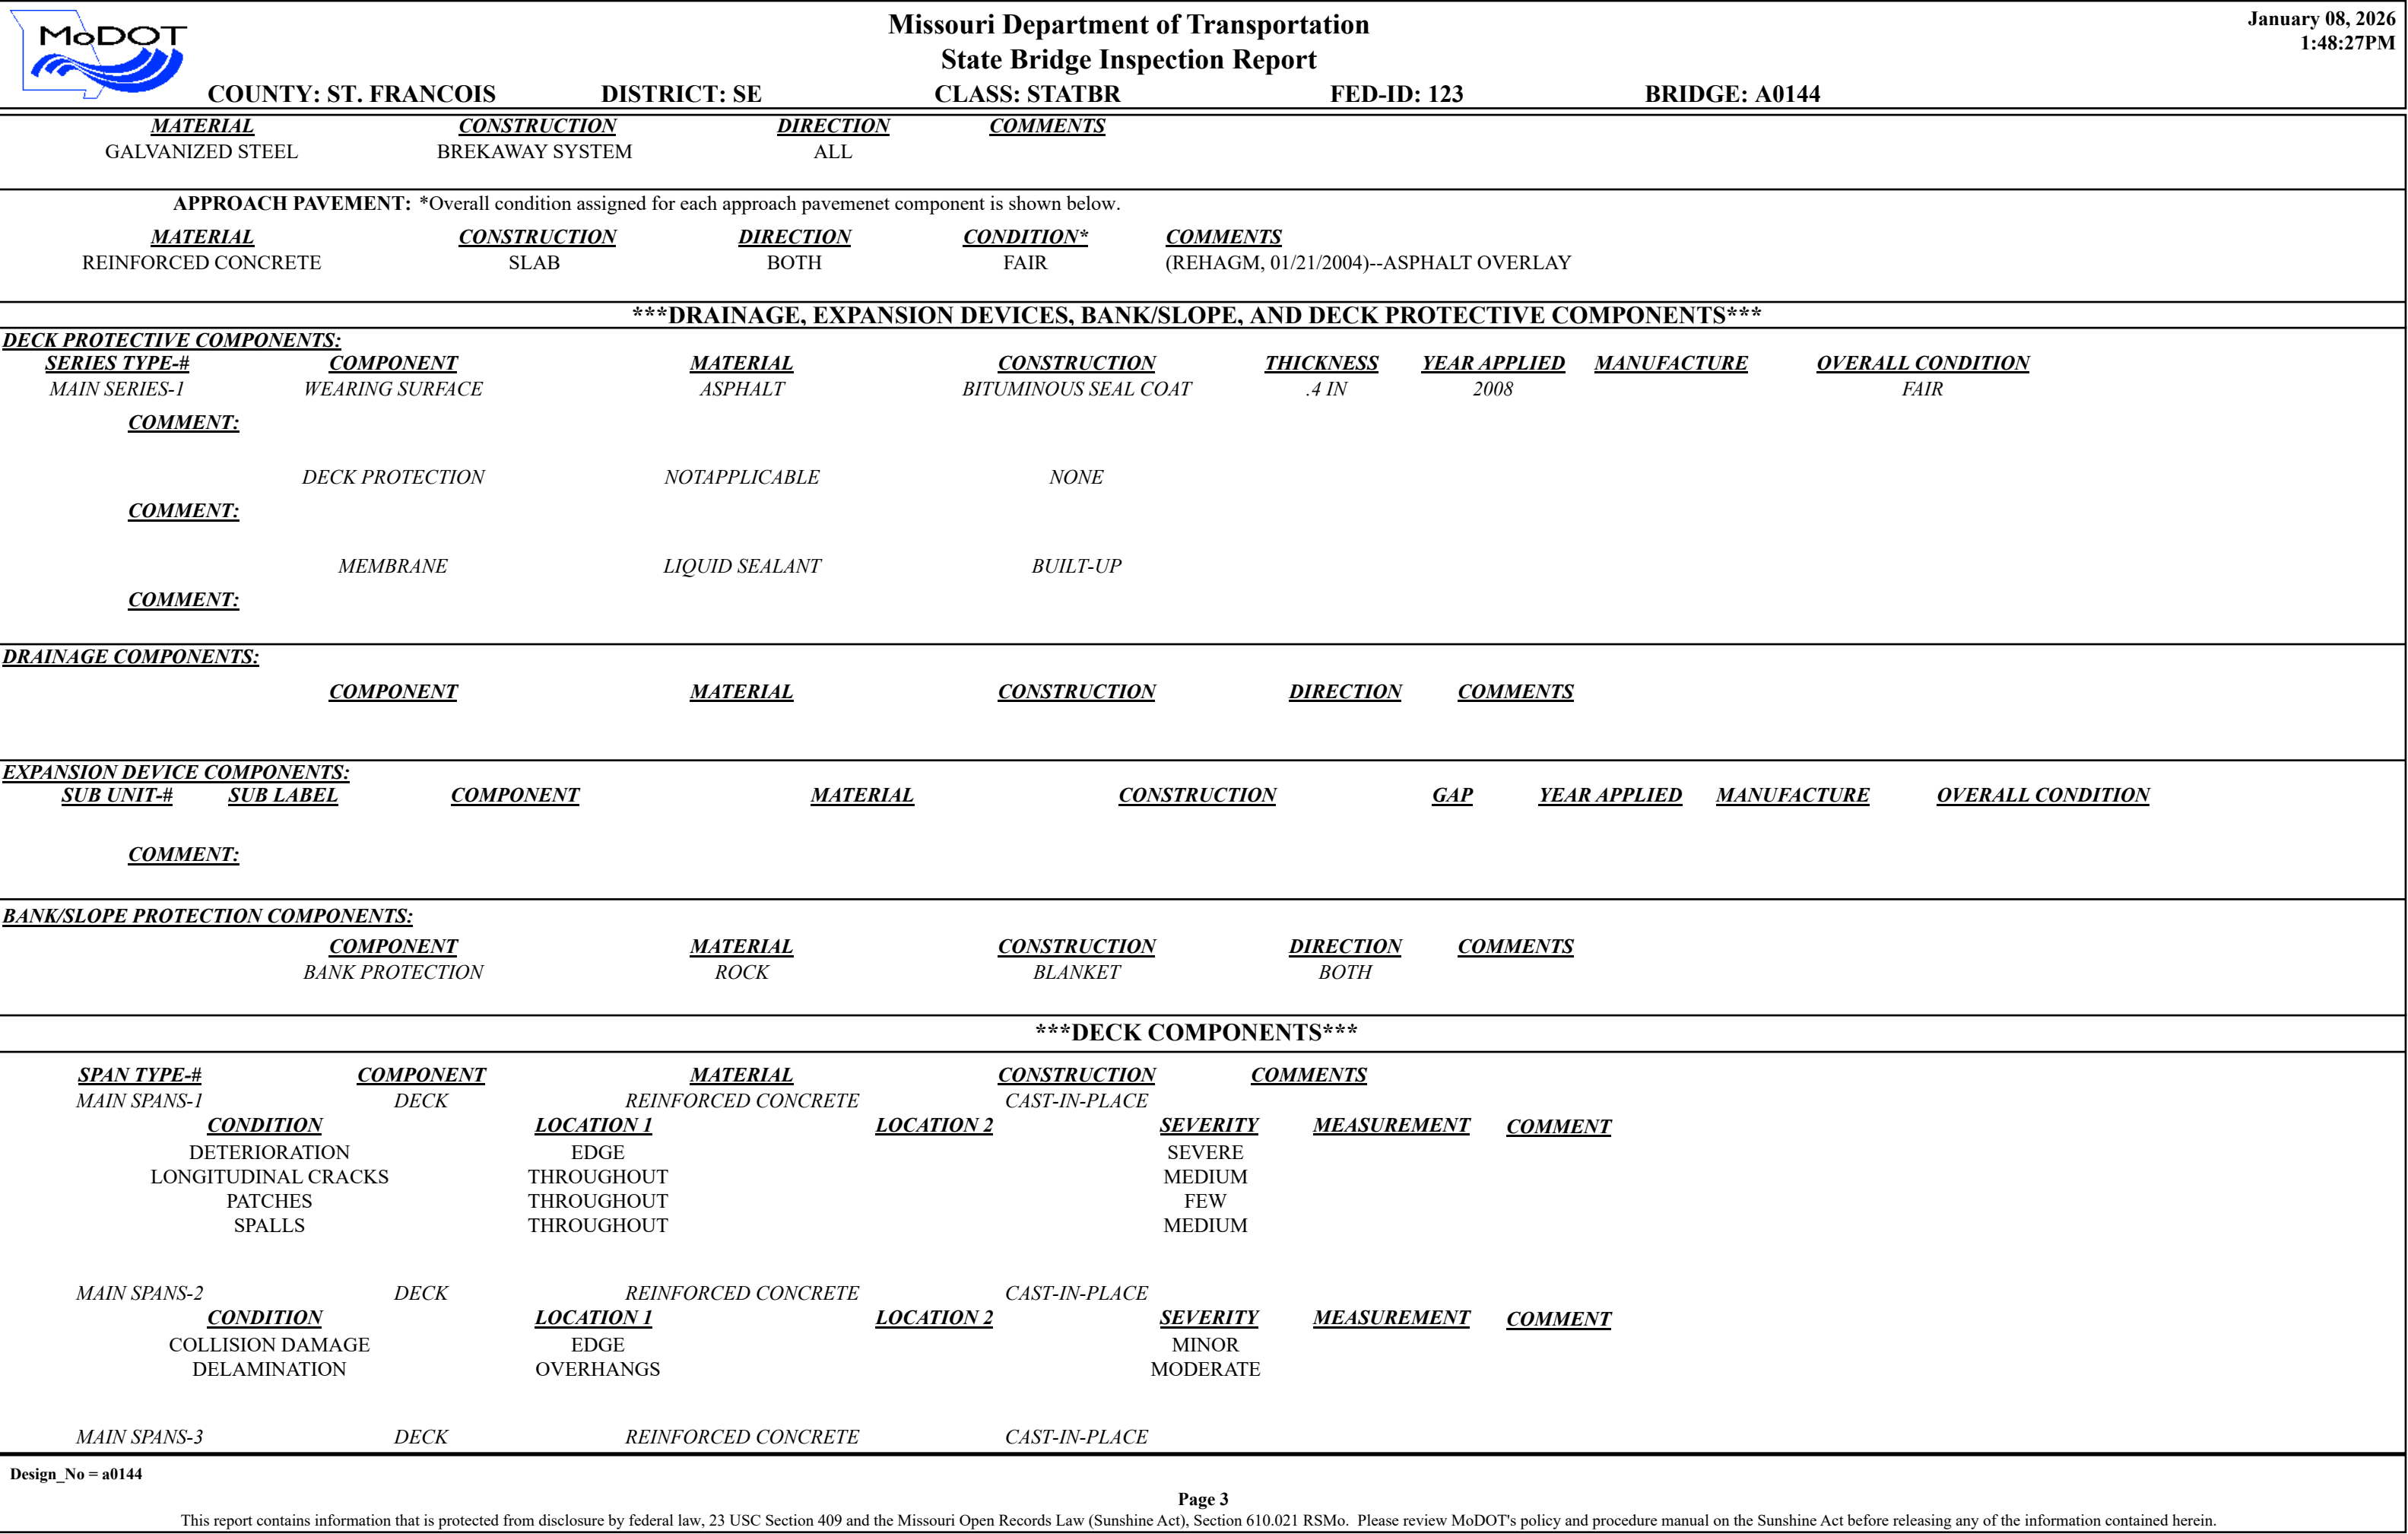 MoDOT
Missouri Department of Transportation
State Bridge Inspection Report
January 08, 2026
1:48:27PM
COUNTY: ST. FRANCOIS DISTRICT: SE CLASS: STATBR FED-ID: 123 BRIDGE: A0144
MATERIAL CONSTRUCTION DIRECTION COMMENTS
GALVANIZED STEEL BREKAWAY SYSTEM ALL
APPROACH PAVEMENT: *Overall condition assigned for each approach pavemenet component is shown below.
MATERIAL CONSTRUCTION DIRECTION CONDITION* COMMENTS
REINFORCED CONCRETE SLAB BOTH FAIR (REHAGM, 01/21/2004)--ASPHALT OVERLAY
***DRAINAGE, EXPANSION DEVICES, BANK/SLOPE, AND DECK PROTECTIVE COMPONENTS***
DECK PROTECTIVE COMPONENTS:
SERIES TYPE-# COMPONENT MATERIAL CONSTRUCTION THICKNESS YEAR APPLIED MANUFACTURE OVERALL CONDITION
MAIN SERIES-1 WEARING SURFACE ASPHALT BITUMINOUS SEAL COAT .4 IN 2008 FAIR
COMMENT:
DECK PROTECTION NOTAPPLICABLE NONE
COMMENT:
MEMBRANE LIQUID SEALANT BUILT-UP
COMMENT:
DRAINAGE COMPONENTS:
COMPONENT MATERIAL CONSTRUCTION DIRECTION COMMENTS
EXPANSION DEVICE COMPONENTS:
SUB UNIT-# SUB LABEL COMPONENT MATERIAL CONSTRUCTION GAP YEAR APPLIED MANUFACTURE OVERALL CONDITION
COMMENT:
BANK/SLOPE PROTECTION COMPONENTS:
COMPONENT MATERIAL CONSTRUCTION DIRECTION COMMENTS
BANK PROTECTION ROCK BLANKET BOTH
***DECK COMPONENTS***
SPAN TYPE-# COMPONENT MATERIAL CONSTRUCTION COMMENTS
MAIN SPANS-1 DECK REINFORCED CONCRETE CAST-IN-PLACE
CONDITION LOCATION 1 LOCATION 2 SEVERITY MEASUREMENT COMMENT
DETERIORATION EDGE SEVERE
LONGITUDINAL CRACKS THROUGHOUT MEDIUM
PATCHES THROUGHOUT FEW
SPALLS THROUGHOUT MEDIUM
MAIN SPANS-2 DECK REINFORCED CONCRETE CAST-IN-PLACE
CONDITION LOCATION 1 LOCATION 2 SEVERITY MEASUREMENT COMMENT
COLLISION DAMAGE EDGE MINOR
DELAMINATION OVERHANGS MODERATE
MAIN SPANS-3 DECK REINFORCED CONCRETE CAST-IN-PLACE
Design_No = a0144
Page 3
This report contains information that is protected from disclosure by federal law, 23 USC Section 409 and the Missouri Open Records Law (Sunshine Act), Section 610.021 RSMo. Please review MoDOT's policy and procedure manual on the Sunshine Act before releasing any of the information contained herein.